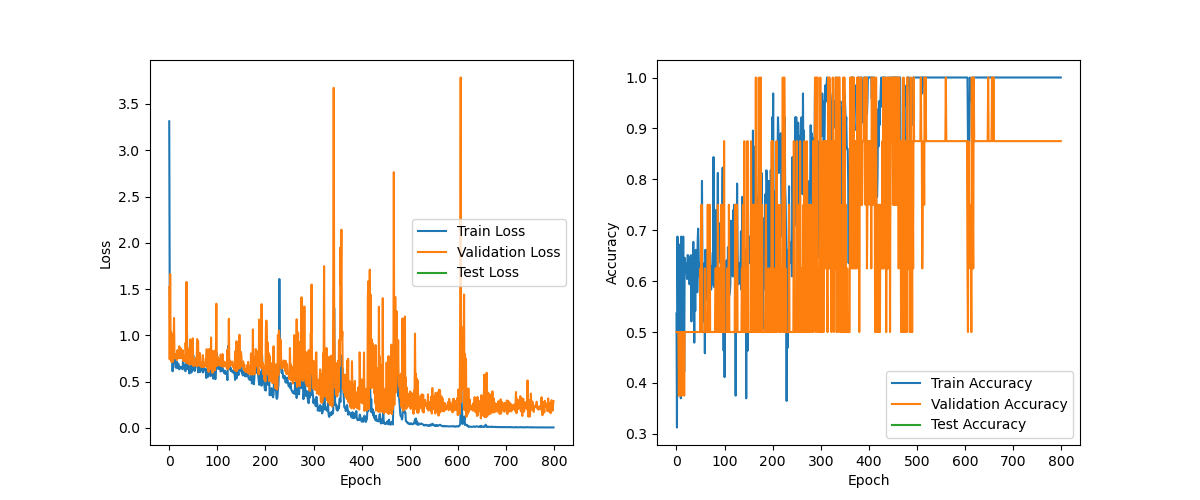 3.5
3.0
2.5
2.0
1.5
1.0
0.5
0.0
Loss
0 100 200 300 400 500 600 700 800
Epoch
Train Loss
Validation Loss
Test Loss
1.0
0.9
0.8
0.7
0.6
0.5
0.4
0.3
Accuracy
0 100 200 300 400 500 600 700 800
Epoch
Train Accuracy
Validation Accuracy
Test Accuracy